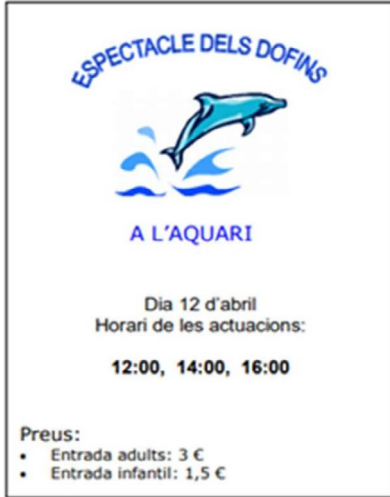 ESPECTACLE DELS DOFINS
A L'AQUARI
Dia 12 d'abril
Horari de les actuacions:
12:00, 14:00, 16:00
Preus:
• Entrada adults: 3 €
• Entrada infantil: 1,5 €